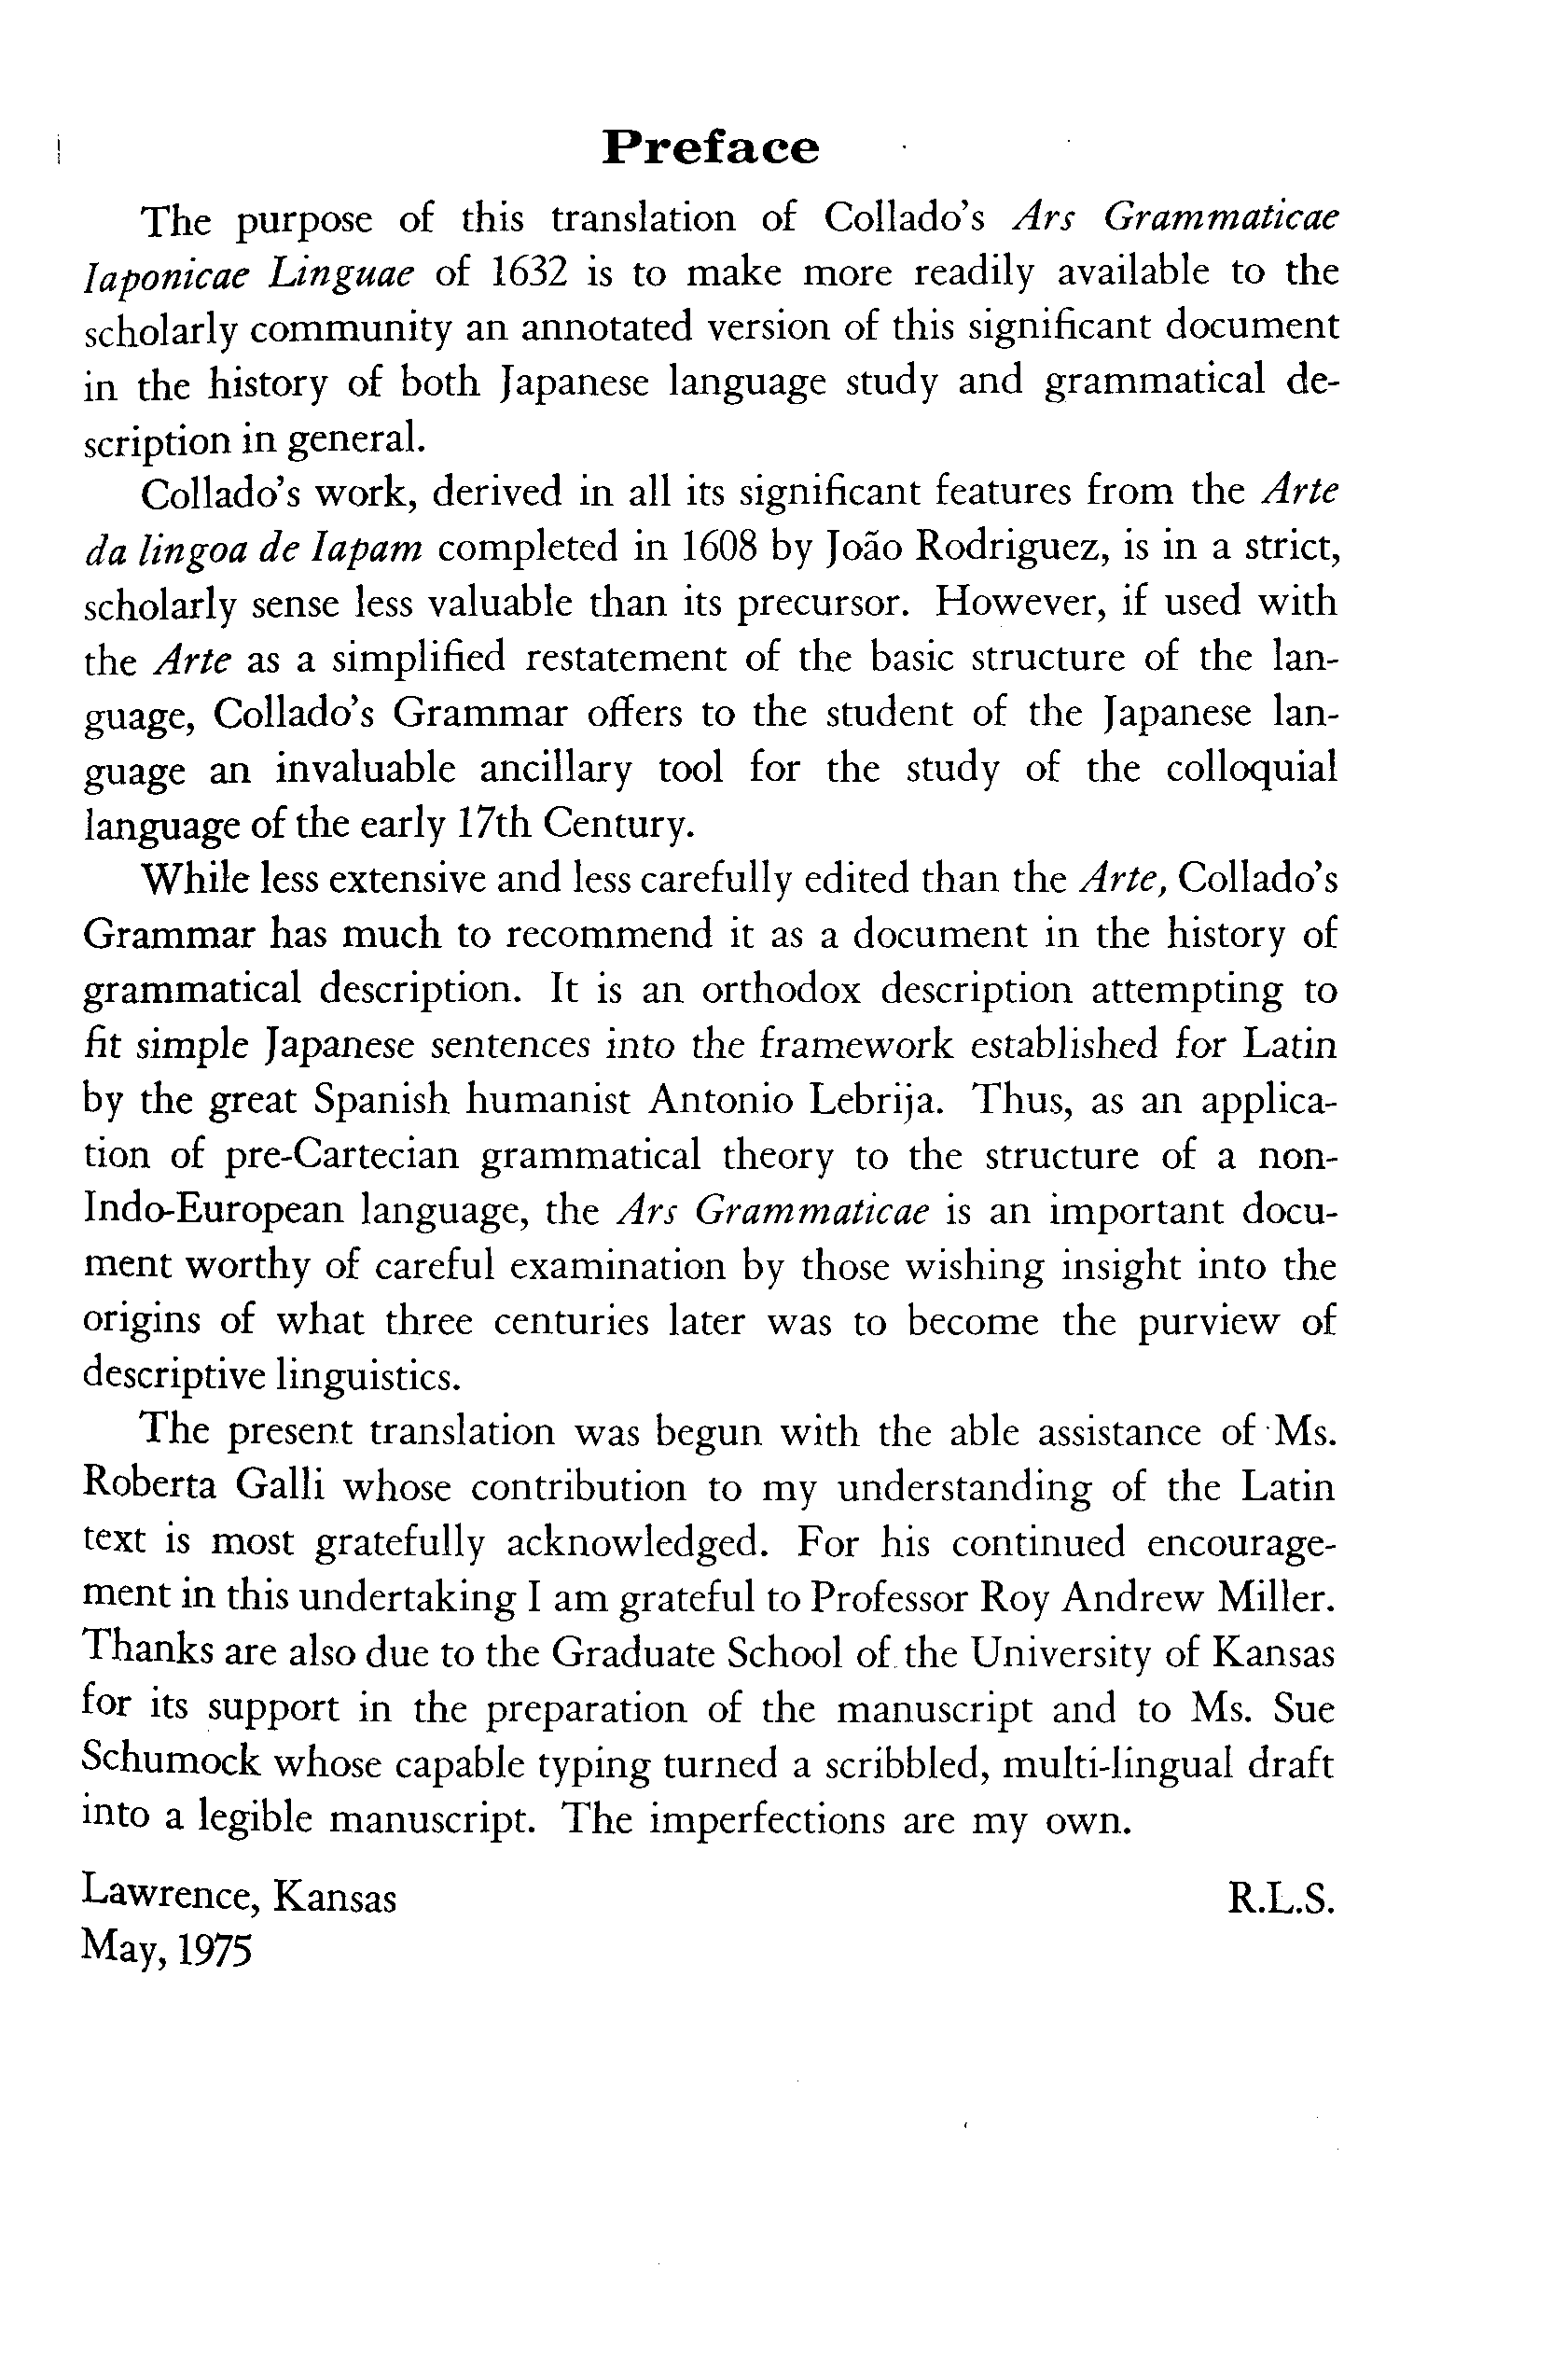 Preface
The purpose of this translation of Collado's Ars Grammaticae
Iaponicae Linguae of 1632 is to make more readily available to the
scholarly community an annotated version of this significant document
in the history of both Japanese language study and grammatical de-
scription in general.
Collado's work, derived in all its significant features from the Arte
da lingoa de Iapam completed in 1608 by João Rodriguez, is in a strict,
scholarly sense less valuable than its precursor. However, if used with
the Arte as a simplified restatement of the basic structure of the lan-
guage, Collado's Grammar offers to the student of the Japanese lan-
guage an invaluable ancillary tool for the study of the colloquial
language of the early 17th Century.
While less extensive and less carefully edited than the Arte, Collado's
Grammar has much to recommend it as a document in the history of
grammatical description. It is an orthodox description attempting to
fit simple Japanese sentences into the framework established for Latin
by the great Spanish humanist Antonio Lebrija. Thus, as an applica-
tion of pre-Cartecian grammatical theory to the structure of a non-
Indo-European language, the Ars Grammaticae is an important docu-
ment worthy of careful examination by those wishing insight into the
origins of what three centuries later was to become the purview of
descriptive linguistics.
The present translation was begun with the able assistance of Ms.
Roberta Galli whose contribution to my understanding of the Latin
text is most gratefully acknowledged. For his continued encourage-
ment in this undertaking I am grateful to Professor Roy Andrew Miller.
Thanks are also due to the Graduate School of the University of Kansas
for its support in the preparation of the manuscript and to Ms. Sue
Schumock whose capable typing turned a scribbled, multi-lingual draft
into a legible manuscript. The imperfections are my own.
Lawrence, Kansas R.L.S.
May, 1975